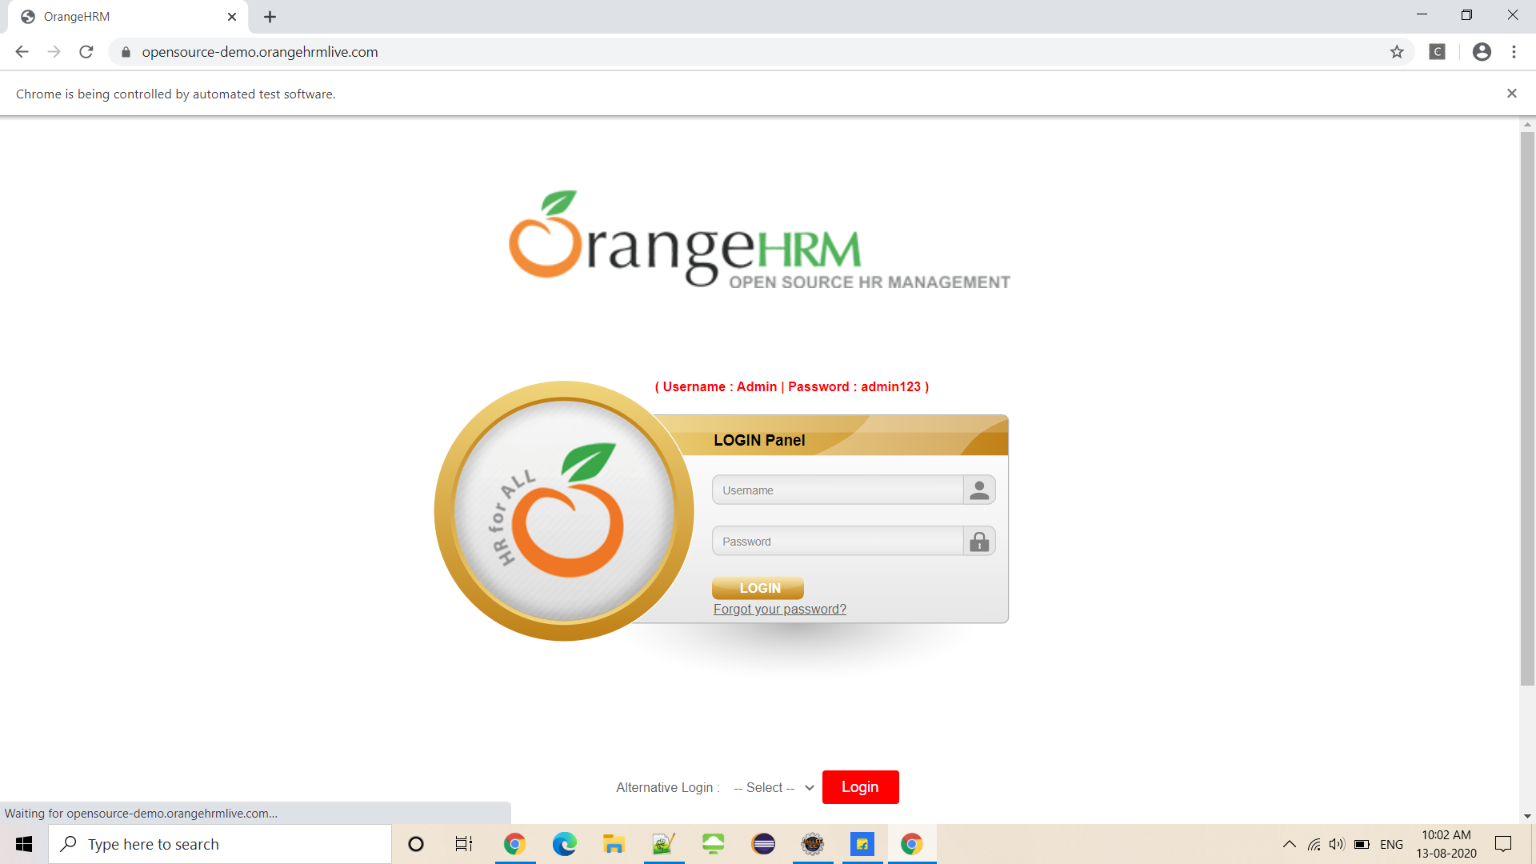 OrangeHRM
opensource-demo.orangehrmlive.com
C
Chrome is being controlled by automated test software.
OrangeHRM
OPEN SOURCE HR MANAGEMENT
( Username : Admin | Password : admin123 )
HR for ALL
LOGIN Panel
Username
Password
LOGIN
Forgot your password?
Alternative Login : -- Select -- Login
Waiting for opensource-demo.orangehrmlive.com...
Type here to search
ENG
10:02 AM
13-08-2020